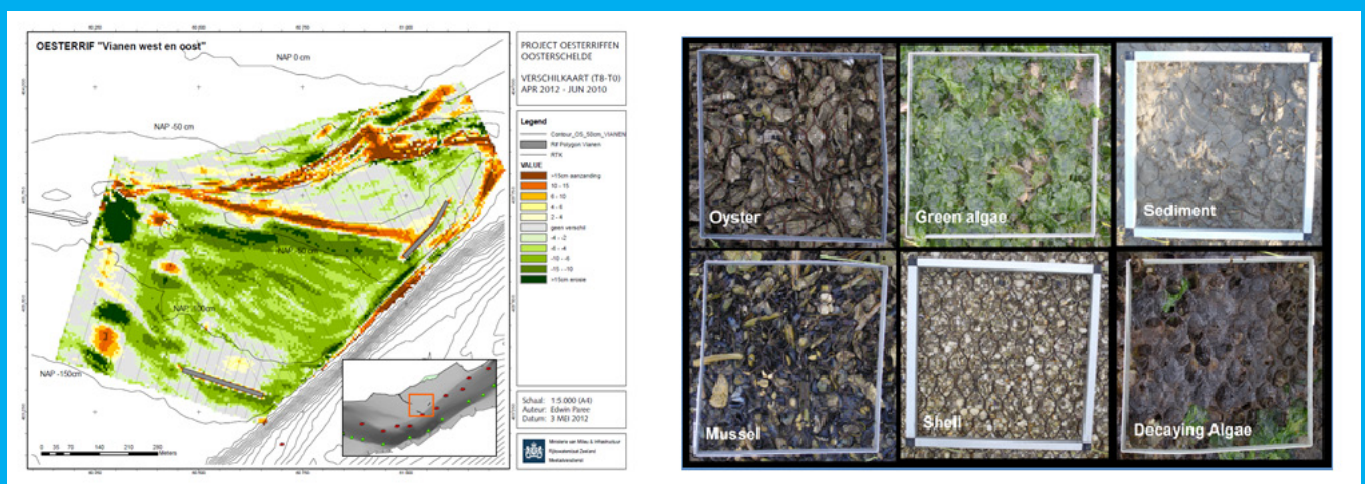 OESTERRIF "Vianen west en oost"
NAP 0 cm
NAP -50 cm
NAP -150cm
0 35 70 140 210 280
Meters
PROJECT OESTERRIFFEN
OOSTERSCHELDE
VERSCHILKAART (T8-T0)
APR 2012 - JUN 2010
Legend
Contour_OS_50cm_VIANEN
Rif Polygon Vianen
RTK
VALUE
>15cm aanzanding
10 - 15
6 - 10
4 - 6
2 - 4
geen verschil
-4 - -2
-6 - -4
-10 - -6
-15 - -10
>15cm erosie
Schaal: 1:5.000 (A4)
Auteur: Edwin Paree
Datum: 3 MEI 2012
Ministerie van Milieu & Infrastructuur
Rijkswaterstaat Zeeland
Meetadviesdienst
Oyster
Green algae
Sediment
Mussel
Shell
Decaying Algae